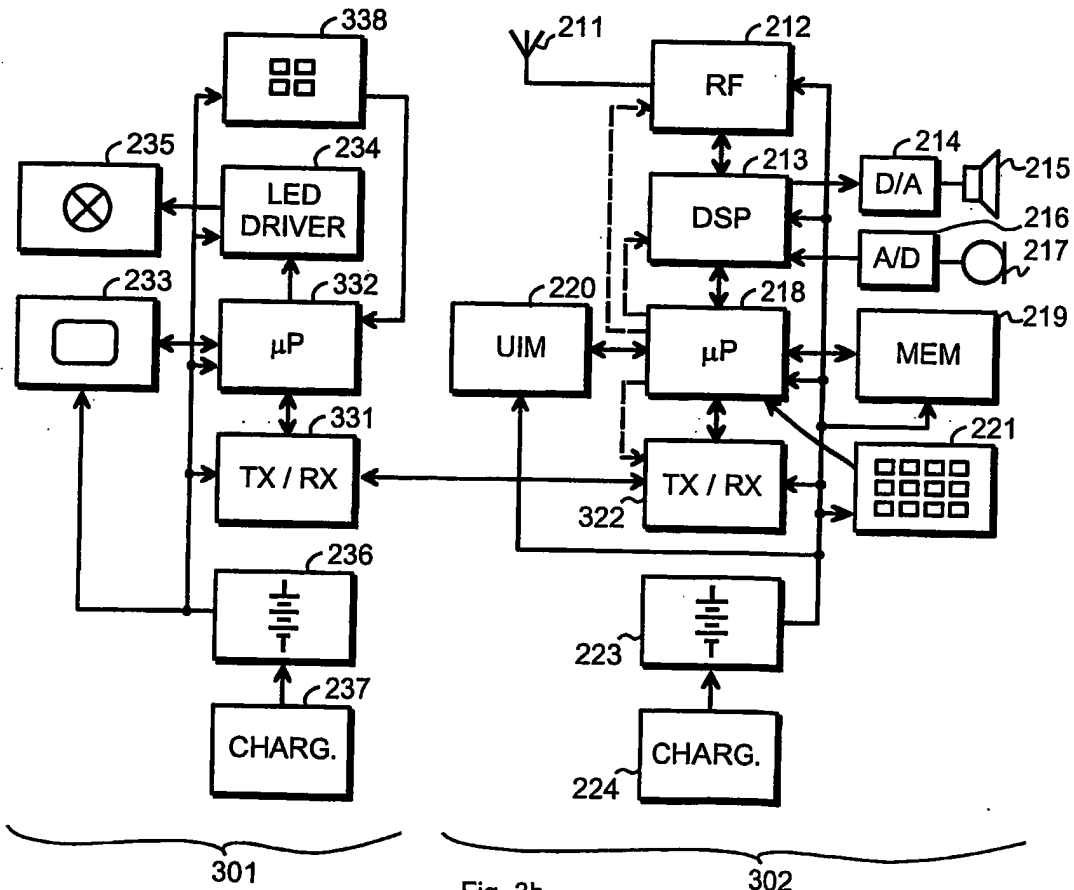 338
211
212
RF
235
234
LED
DRIVER
213
DSP
214
D/A
215
216
A/D
217
233
332
μP
220
UIM
218
μP
219
MEM
331
TX / RX
322
TX / RX
221
236
223
237
CHARG.
224
CHARG.
301
302